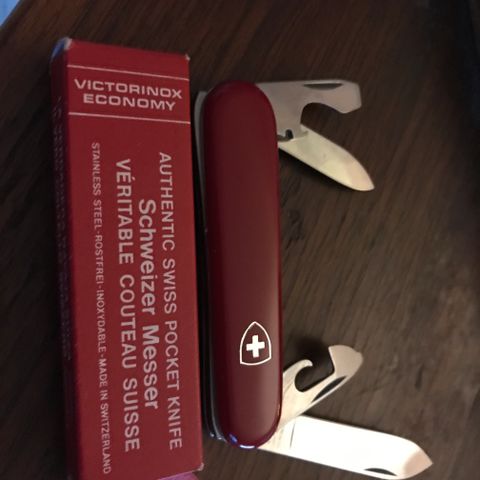 VICTORINOX
ECONOMY
AUTHENTIC SWISS POCKET KNIFE
Schweizer Messer
VÉRITABLE COUTEAU SUISSE
STAINLESS STEEL·ROSTFREI·INOXYDABLE·MADE IN SWITZERLAND